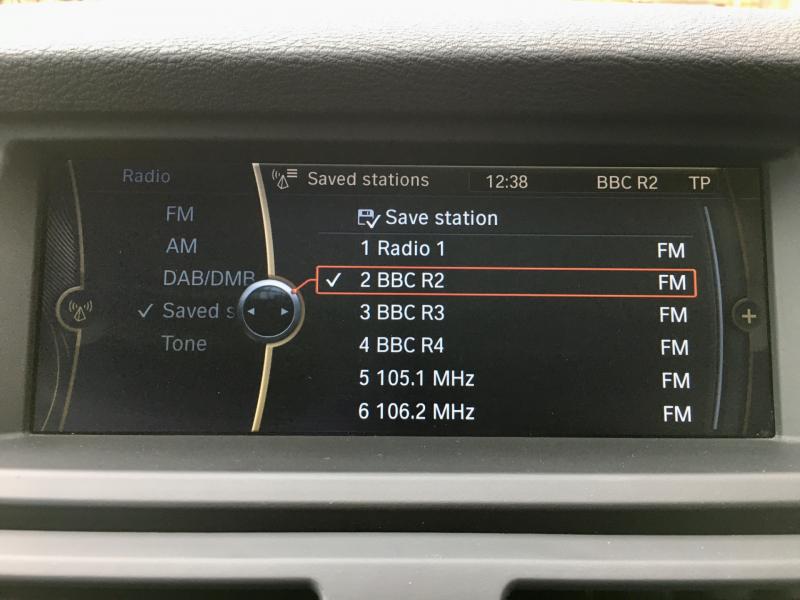 Radio
FM
AM
DAB/DMB
Saved s
Tone
Saved stations 12:38 BBC R2 TP
Save station
1 Radio 1 FM
2 BBC R2 FM
3 BBC R3 FM
4 BBC R4 FM
5 105.1 MHz FM
6 106.2 MHz FM